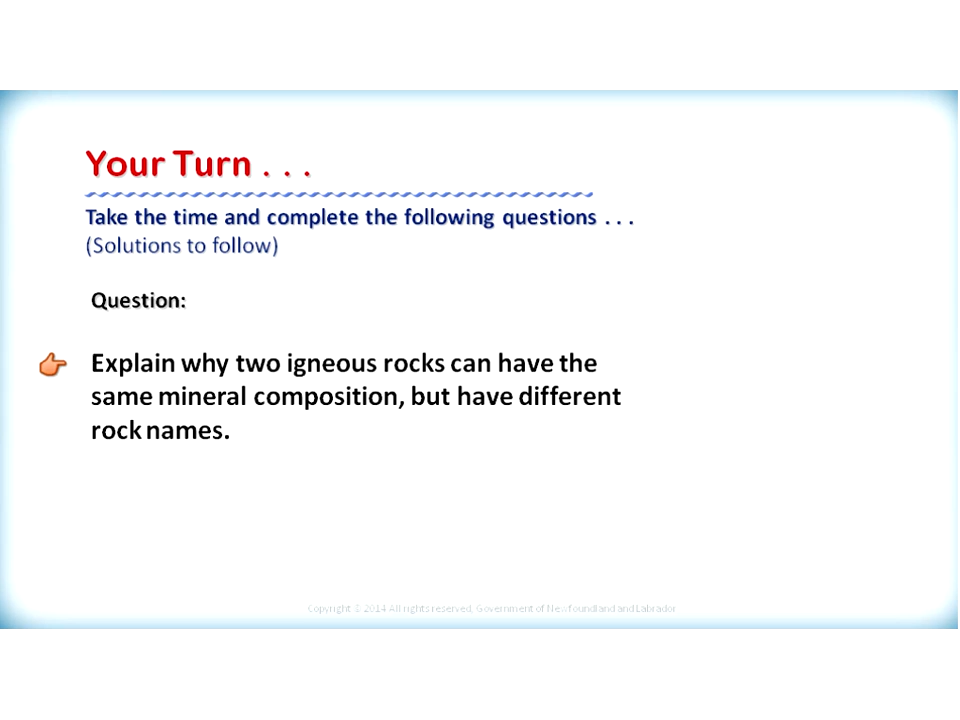 Your Turn . . .
Take the time and complete the following questions . . .
(Solutions to follow)
Question:
Explain why two igneous rocks can have the
same mineral composition, but have different
rock names.
Copyright © 2014 All rights reserved, Government of Newfoundland and Labrador